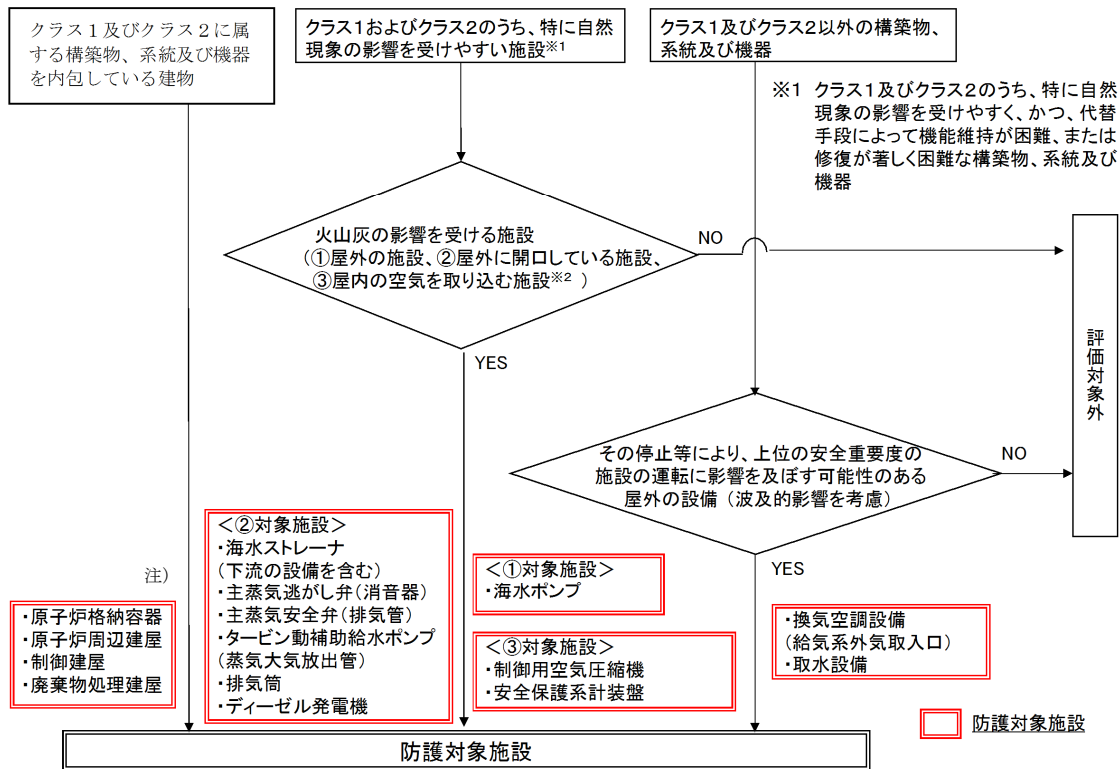 クラス1及びクラス2に属
する構築物、系統及び機器
を内包している建物
クラス1およびクラス2のうち、特に自然
現象の影響を受けやすい施設※1
クラス1及びクラス2以外の構築物、
系統及び機器
※1 クラス1及びクラス2のうち、特に自然
現象の影響を受けやすく、かつ、代替
手段によって機能維持が困難、または
修復が著しく困難な構築物、系統及び
機器
火山灰の影響を受ける施設
(①屋外の施設、②屋外に開口している施設、
③屋内の空気を取り込む施設※2 )
NO
YES
評価対象外
その停止等により、上位の安全重要度の
施設の運転に影響を及ぼす可能性のある
屋外の設備(波及的影響を考慮)
NO
YES
注)
・原子炉格納容器
・原子炉周辺建屋
・制御建屋
・廃棄物処理建屋
<②対象施設>
・海水ストレーナ
(下流の設備を含む)
・主蒸気逃がし弁(消音器)
・主蒸気安全弁(排気管)
・タービン動補助給水ポンプ
(蒸気大気放出管)
・排気筒
・ディーゼル発電機
<①対象施設>
・海水ポンプ
<③対象施設>
・制御用空気圧縮機
・安全保護系計装盤
・換気空調設備
(給気系外気取入口)
・取水設備
防護対象施設
防護対象施設